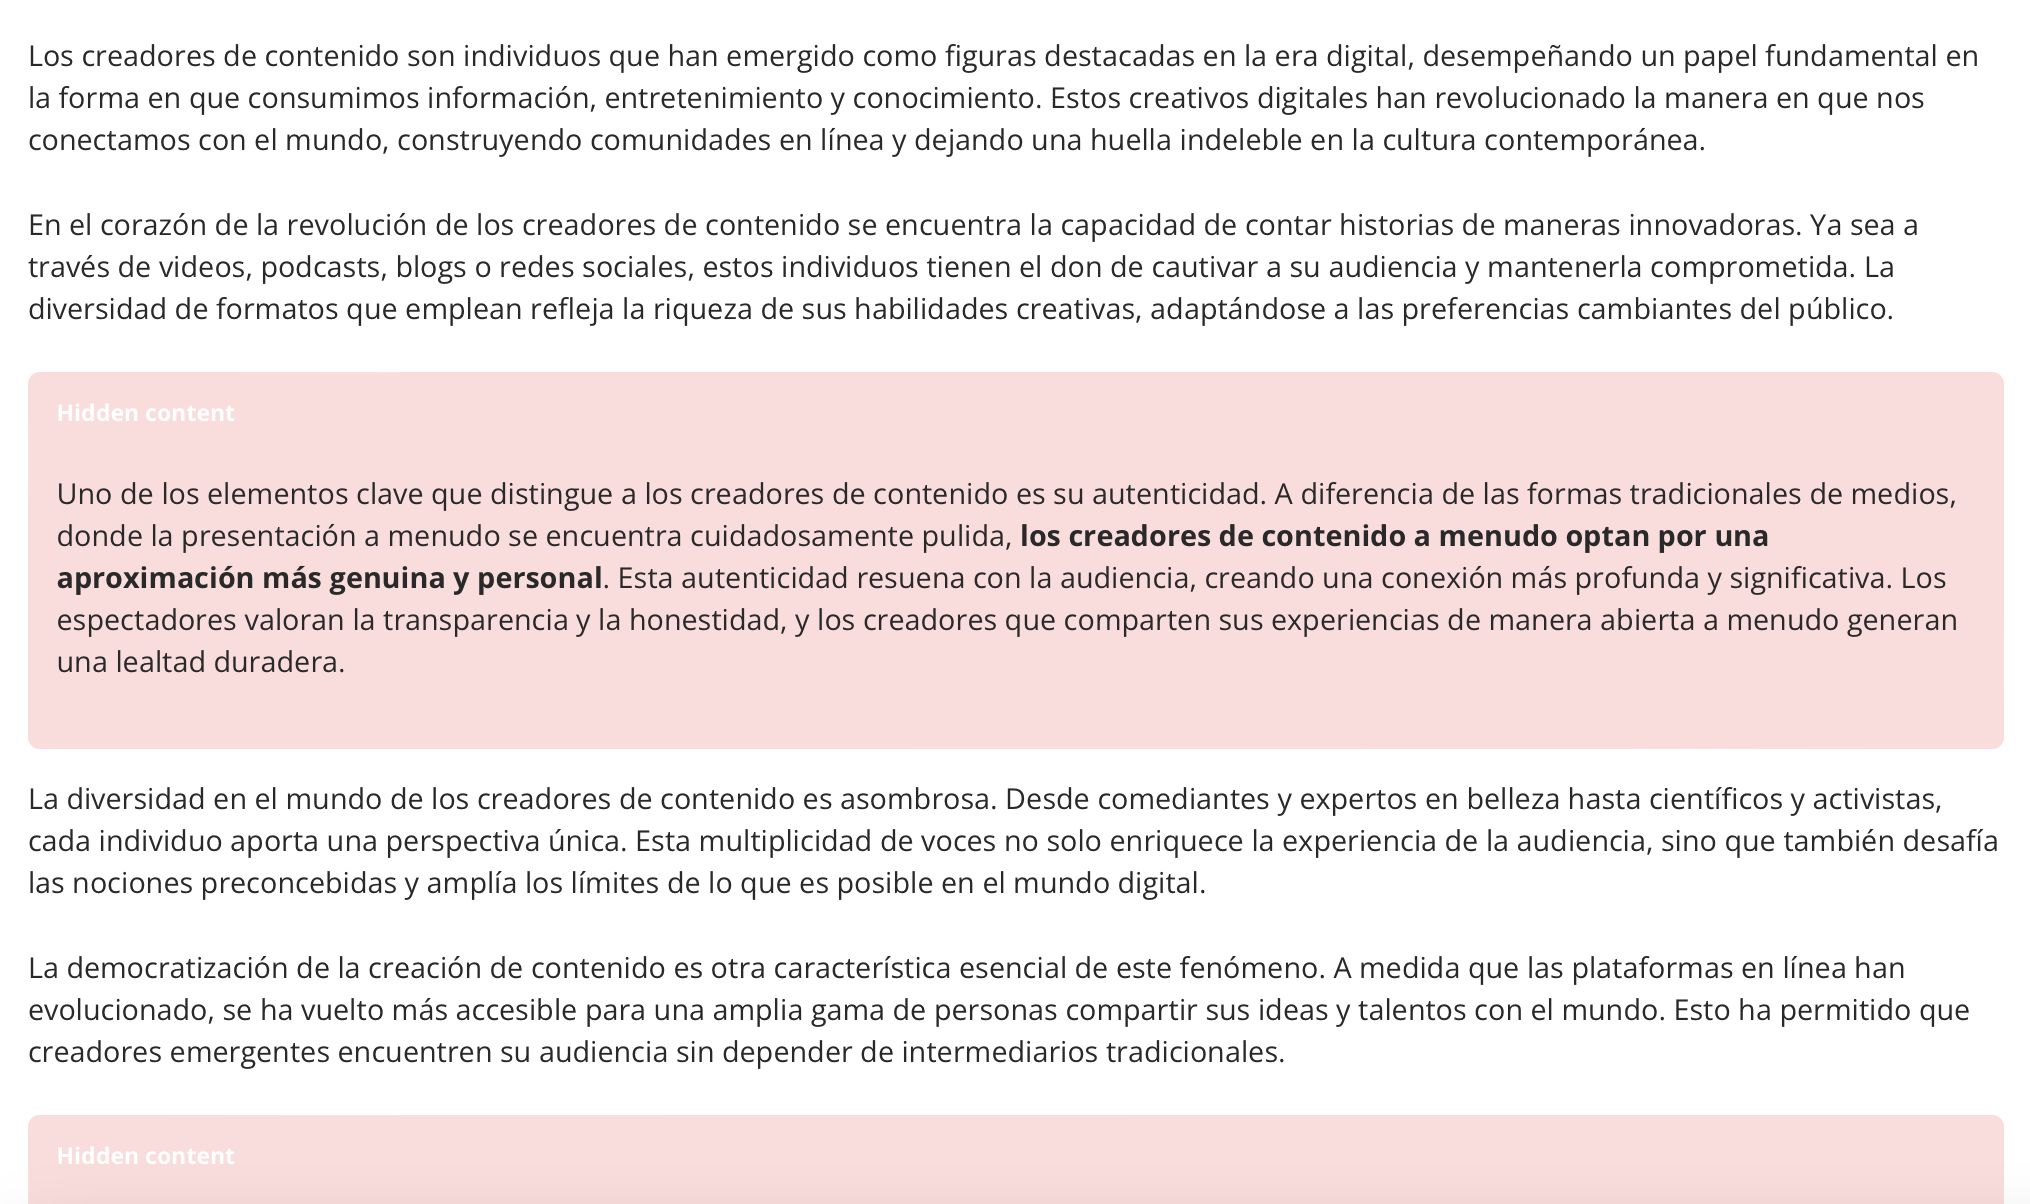 Los creadores de contenido son individuos que han emergido como figuras destacadas en la era digital, desempeñando un papel fundamental en
la forma en que consumimos información, entretenimiento y conocimiento. Estos creativos digitales han revolucionado la manera en que nos
conectamos con el mundo, construyendo comunidades en línea y dejando una huella indeleble en la cultura contemporánea.
En el corazón de la revolución de los creadores de contenido se encuentra la capacidad de contar historias de maneras innovadoras. Ya sea a
través de videos, podcasts, blogs o redes sociales, estos individuos tienen el don de cautivar a su audiencia y mantenerla comprometida. La
diversidad de formatos que emplean refleja la riqueza de sus habilidades creativas, adaptándose a las preferencias cambiantes del público.
Hidden content
Uno de los elementos clave que distingue a los creadores de contenido es su autenticidad. A diferencia de las formas tradicionales de medios,
donde la presentación a menudo se encuentra cuidadosamente pulida, los creadores de contenido a menudo optan por una
aproximación más genuina y personal. Esta autenticidad resuena con la audiencia, creando una conexión más profunda y significativa. Los
espectadores valoran la transparencia y la honestidad, y los creadores que comparten sus experiencias de manera abierta a menudo generan
una lealtad duradera.
La diversidad en el mundo de los creadores de contenido es asombrosa. Desde comediantes y expertos en belleza hasta científicos y activistas,
cada individuo aporta una perspectiva única. Esta multiplicidad de voces no solo enriquece la experiencia de la audiencia, sino que también desafía
las nociones preconcebidas y amplía los límites de lo que es posible en el mundo digital.
La democratización de la creación de contenido es otra característica esencial de este fenómeno. A medida que las plataformas en línea han
evolucionado, se ha vuelto más accesible para una amplia gama de personas compartir sus ideas y talentos con el mundo. Esto ha permitido que
creadores emergentes encuentren su audiencia sin depender de intermediarios tradicionales.
Hidden content